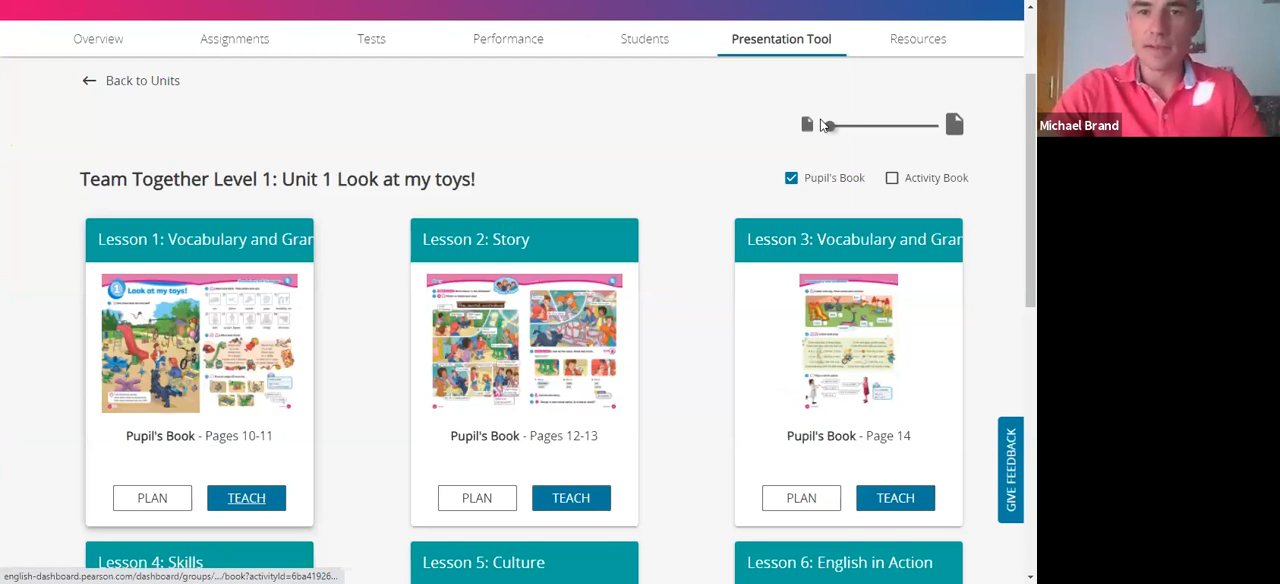 Overview Assignments Tests Performance Students Presentation Tool Resources
← Back to Units
Michael Brand
Team Together Level 1: Unit 1 Look at my toys!
Pupil's Book Activity Book
Lesson 1: Vocabulary and Gran
Look at my toys!
Pupil's Book - Pages 10-11
PLAN TEACH
Lesson 2: Story
Pupil's Book - Pages 12-13
PLAN TEACH
Lesson 3: Vocabulary and Gran
Pupil's Book - Page 14
PLAN TEACH
GIVE FEEDBACK
Lesson 4: Skills
Lesson 5: Culture
Lesson 6: English in Action
english-dashboard.pearson.com/dashboard/groups/.../book?activityId=6ba41926...